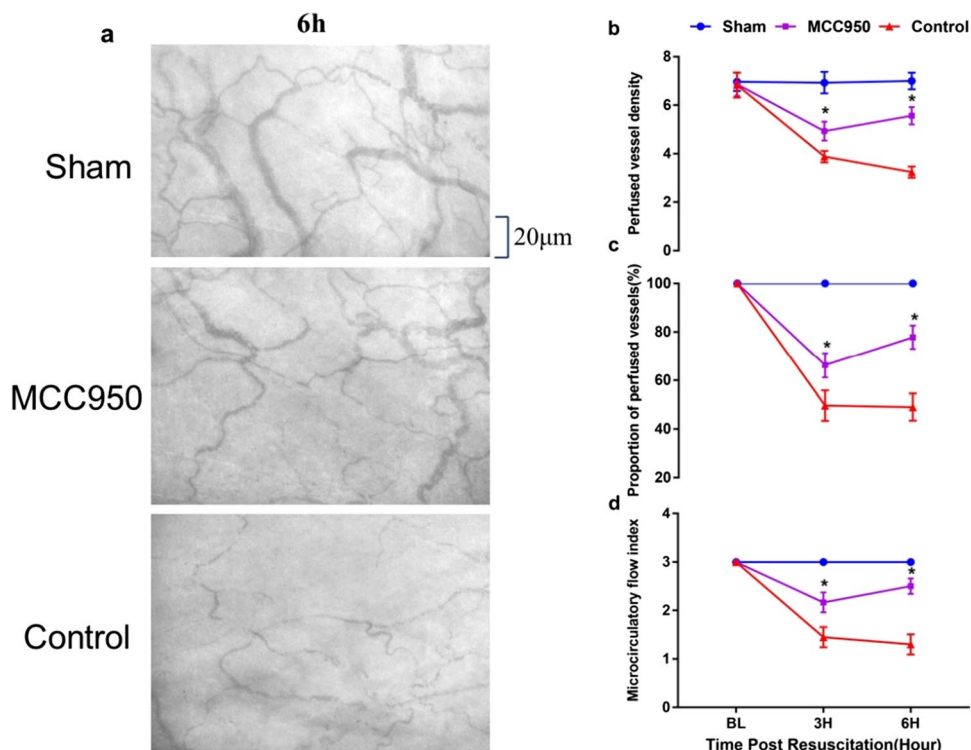 a
6h
Sham
20μm
MCC950
Control
b
Sham MCC950 Control
Perfused vessel density
8
6
4
2
0
* *
c
Proportion of perfused vessels(%)
100
80
60
40
20
* *
d
Microcirculatory flow index
4
3
2
1
0
* *
BL 3H 6H
Time Post Resuscitation(Hour)